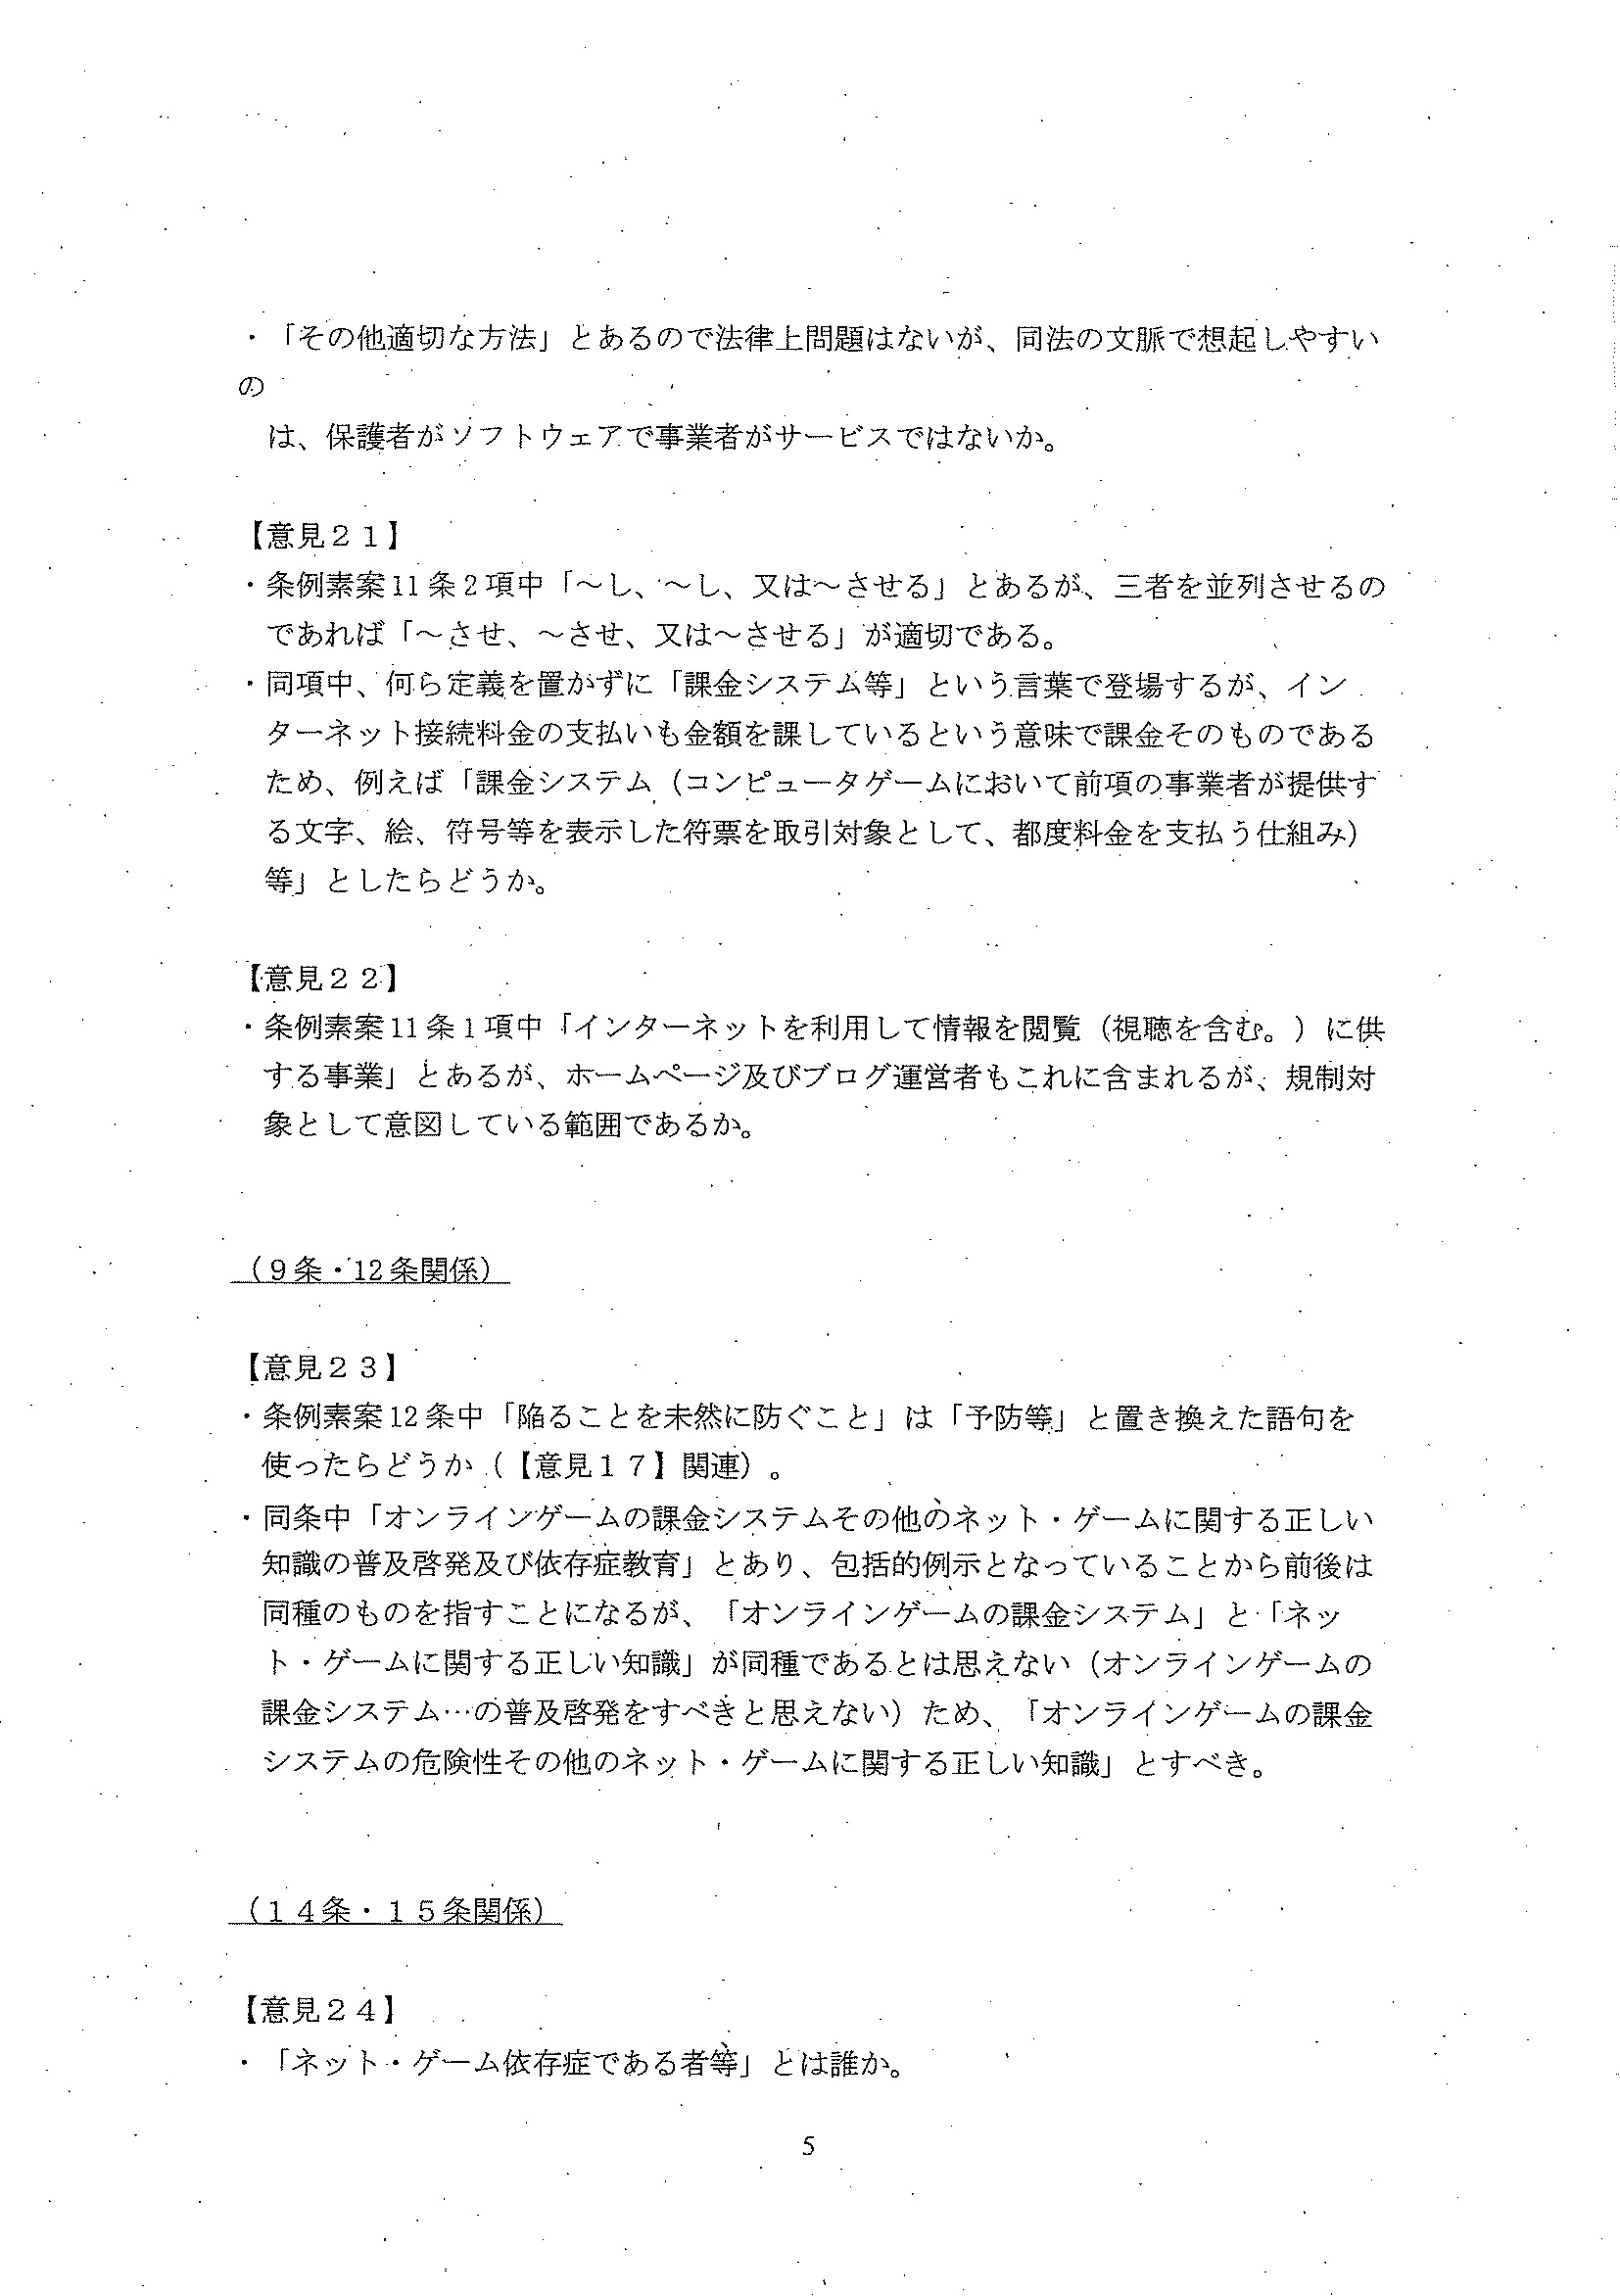 ・「その他適切な方法」とあるので法律上問題はないが、同法の文脈で想起しやすい
の
は、保護者がソフトウェアで事業者がサービスではないか。
【意見２１】
・条例素案11条2項中「～し、～し、又は～させる」とあるが、三者を並列させるの
であれば「～させ、～させ、又は～させる」が適切である。
・同項中、何ら定義を置かずに「課金システム等」という言葉で登場するが、イン
ターネット接続料金の支払いも金額を課しているという意味で課金そのものである
ため、例えば「課金システム（コンピュータゲームにおいて前項の事業者が提供す
る文字、絵、符号等を表示した符票を取引対象として、都度料金を支払う仕組み）
等」としたらどうか。
【意見２２】
・条例素案11条1項中「インターネットを利用して情報を閲覧（視聴を含む。）に供
する事業」とあるが、ホームページ及びブログ運営者もこれに含まれるが、規制対
象として意図している範囲であるか。
（9条・12条関係）
【意見２３】
・条例素案12条中「陥ることを未然に防ぐこと」は「予防等」と置き換えた語句を
使ったらどうか（【意見１７】関連）。
・同条中「オンラインゲームの課金システムその他のネット・ゲームに関する正しい
知識の普及啓発及び依存症教育」とあり、包括的例示となっていることから前後は
同種のものを指すことになるが、「オンラインゲームの課金システム」と「ネッ
ト・ゲームに関する正しい知識」が同種であるとは思えない（オンラインゲームの
課金システム…の普及啓発をすべきと思えない）ため、「オンラインゲームの課金
システムの危険性その他のネット・ゲームに関する正しい知識」とすべき。
（１４条・１５条関係）
【意見２４】
・「ネット・ゲーム依存症である者等」とは誰か。
5